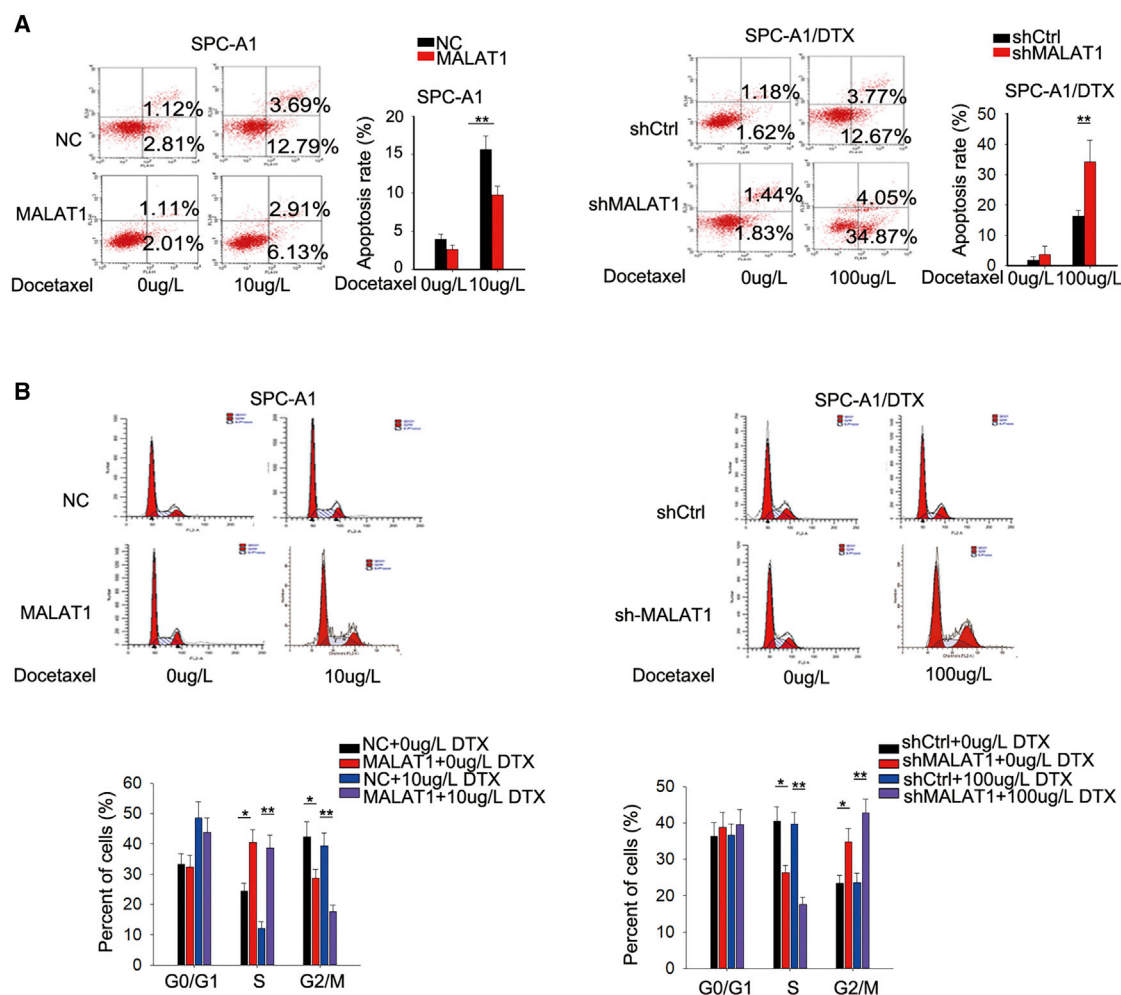 A
SPC-A1
NC
MALAT1
NC
1.12%
2.81%
3.69%
12.79%
MALAT1
1.11%
2.01%
2.91%
6.13%
Docetaxel
0ug/L
10ug/L
SPC-A1
Apoptosis rate (%)
20
15
10
5
0
**
Docetaxel
0ug/L
10ug/L
SPC-A1/DTX
shCtrl
shMALAT1
shCtrl
1.18%
1.62%
3.77%
12.67%
shMALAT1
1.44%
1.83%
4.05%
34.87%
Docetaxel
0ug/L
100ug/L
SPC-A1/DTX
Apoptosis rate (%)
50
40
30
20
10
0
**
Docetaxel
0ug/L
100ug/L
B
SPC-A1
NC
MALAT1
Docetaxel
0ug/L
10ug/L
SPC-A1/DTX
shCtrl
sh-MALAT1
Docetaxel
0ug/L
100ug/L
NC+0ug/L DTX
MALAT1+0ug/L DTX
NC+10ug/L DTX
MALAT1+10ug/L DTX
Percent of cells (%)
60
50
40
30
20
10
0
* ** * **
G0/G1 S G2/M
shCtrl+0ug/L DTX
shMALAT1+0ug/L DTX
shCtrl+100ug/L DTX
shMALAT1+100ug/L DTX
Percent of cells (%)
50
40
30
20
10
0
* ** * **
G0/G1 S G2/M